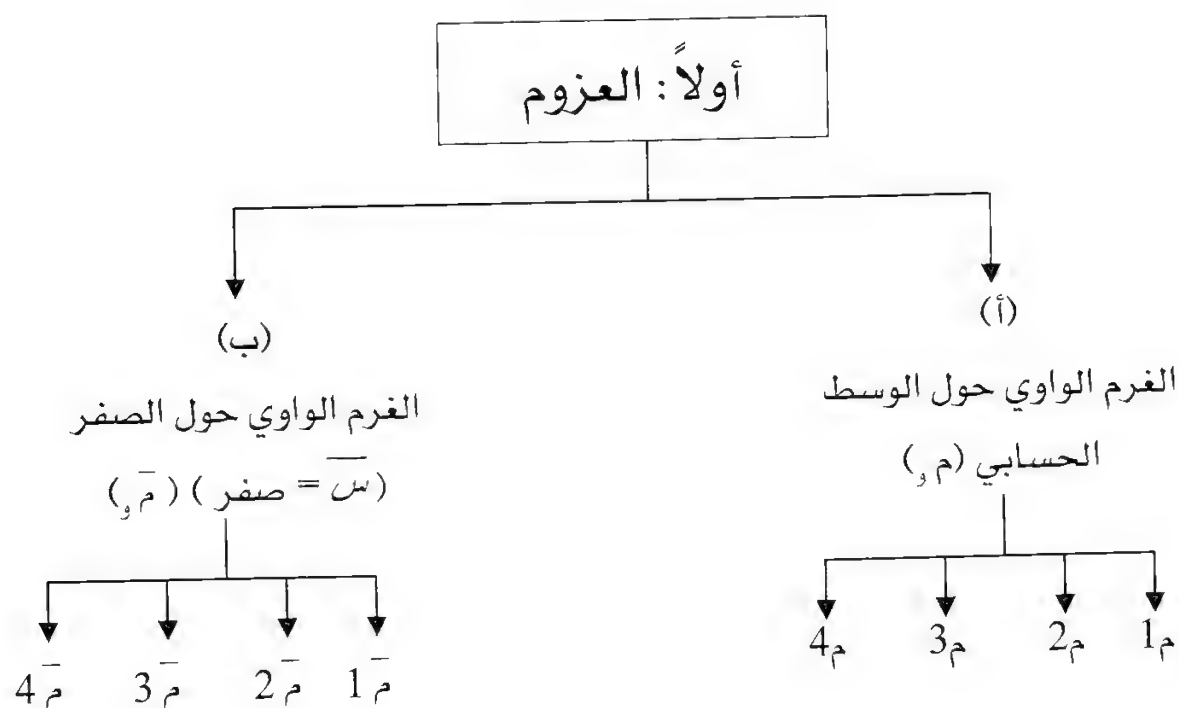 أولاً: العزوم
(أ)
الغرم الواوي حول الوسط
الحسابي (م و)
م1 م2 م3 م4
(ب)
الغرم الواوي حول الصفر
(س̅ = صفر) (م̅ و)
م̅1 م̅2 م̅3 م̅4